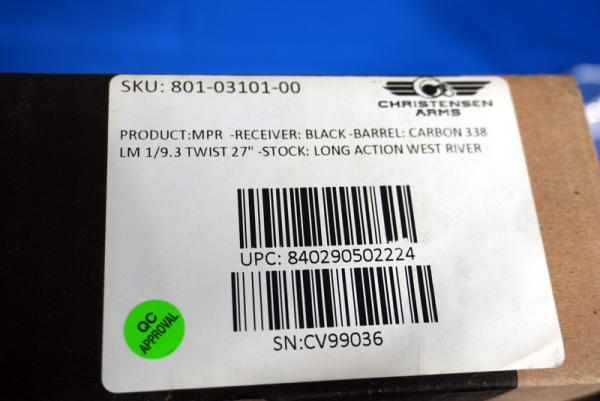 SKU: 801-03101-00
CHRISTENSEN
ARMS
PRODUCT:MPR -RECEIVER: BLACK -BARREL: CARBON 338
LM 1/9.3 TWIST 27" -STOCK: LONG ACTION WEST RIVER
UPC: 840290502224
SN:CV99036
QC
APPROVAL